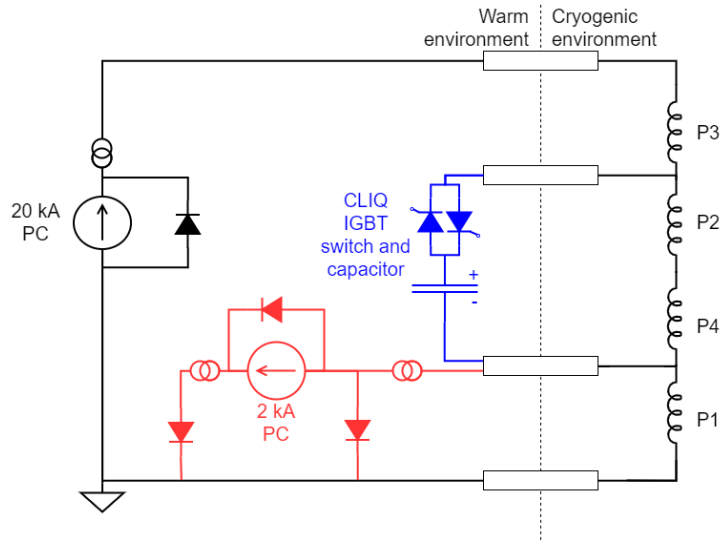 Warm
environment
Cryogenic
environment
P3
20 kA
PC
CLIQ
IGBT
switch and
capacitor
P2
+
-
P4
2 kA
PC
P1